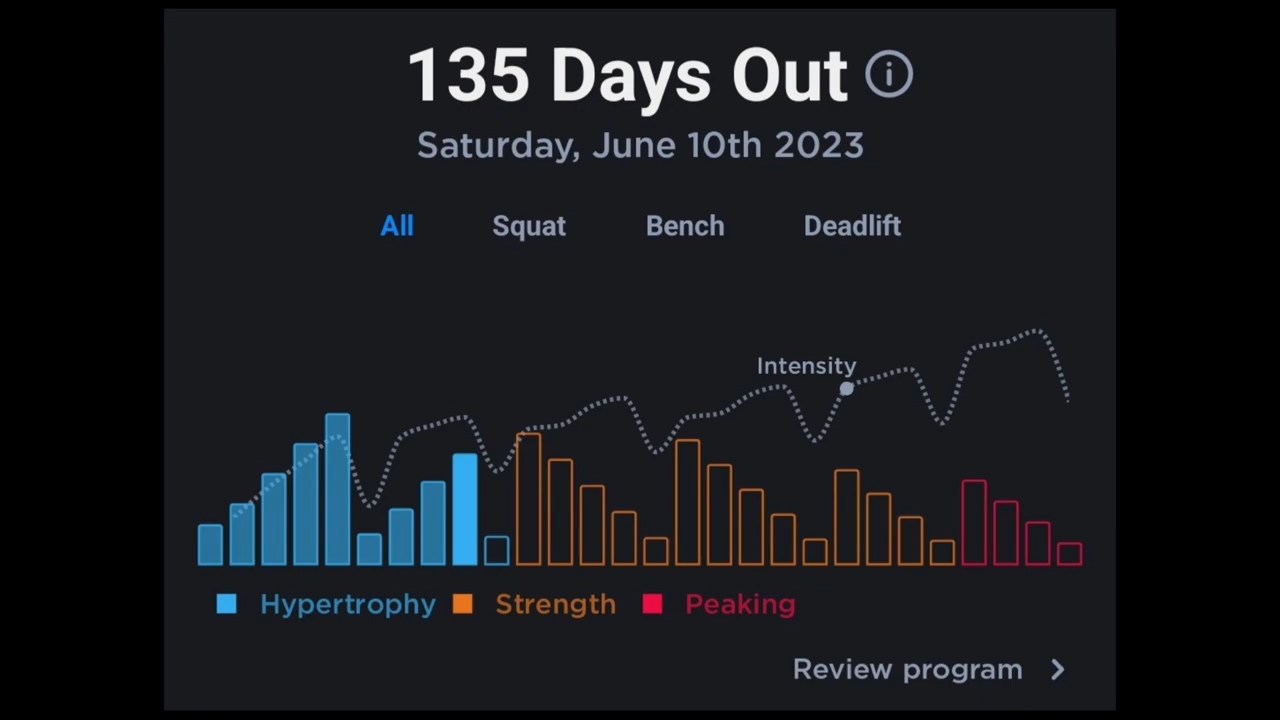 135 Days Out
Saturday, June 10th 2023
All Squat Bench Deadlift
Intensity
Hypertrophy Strength Peaking
Review program